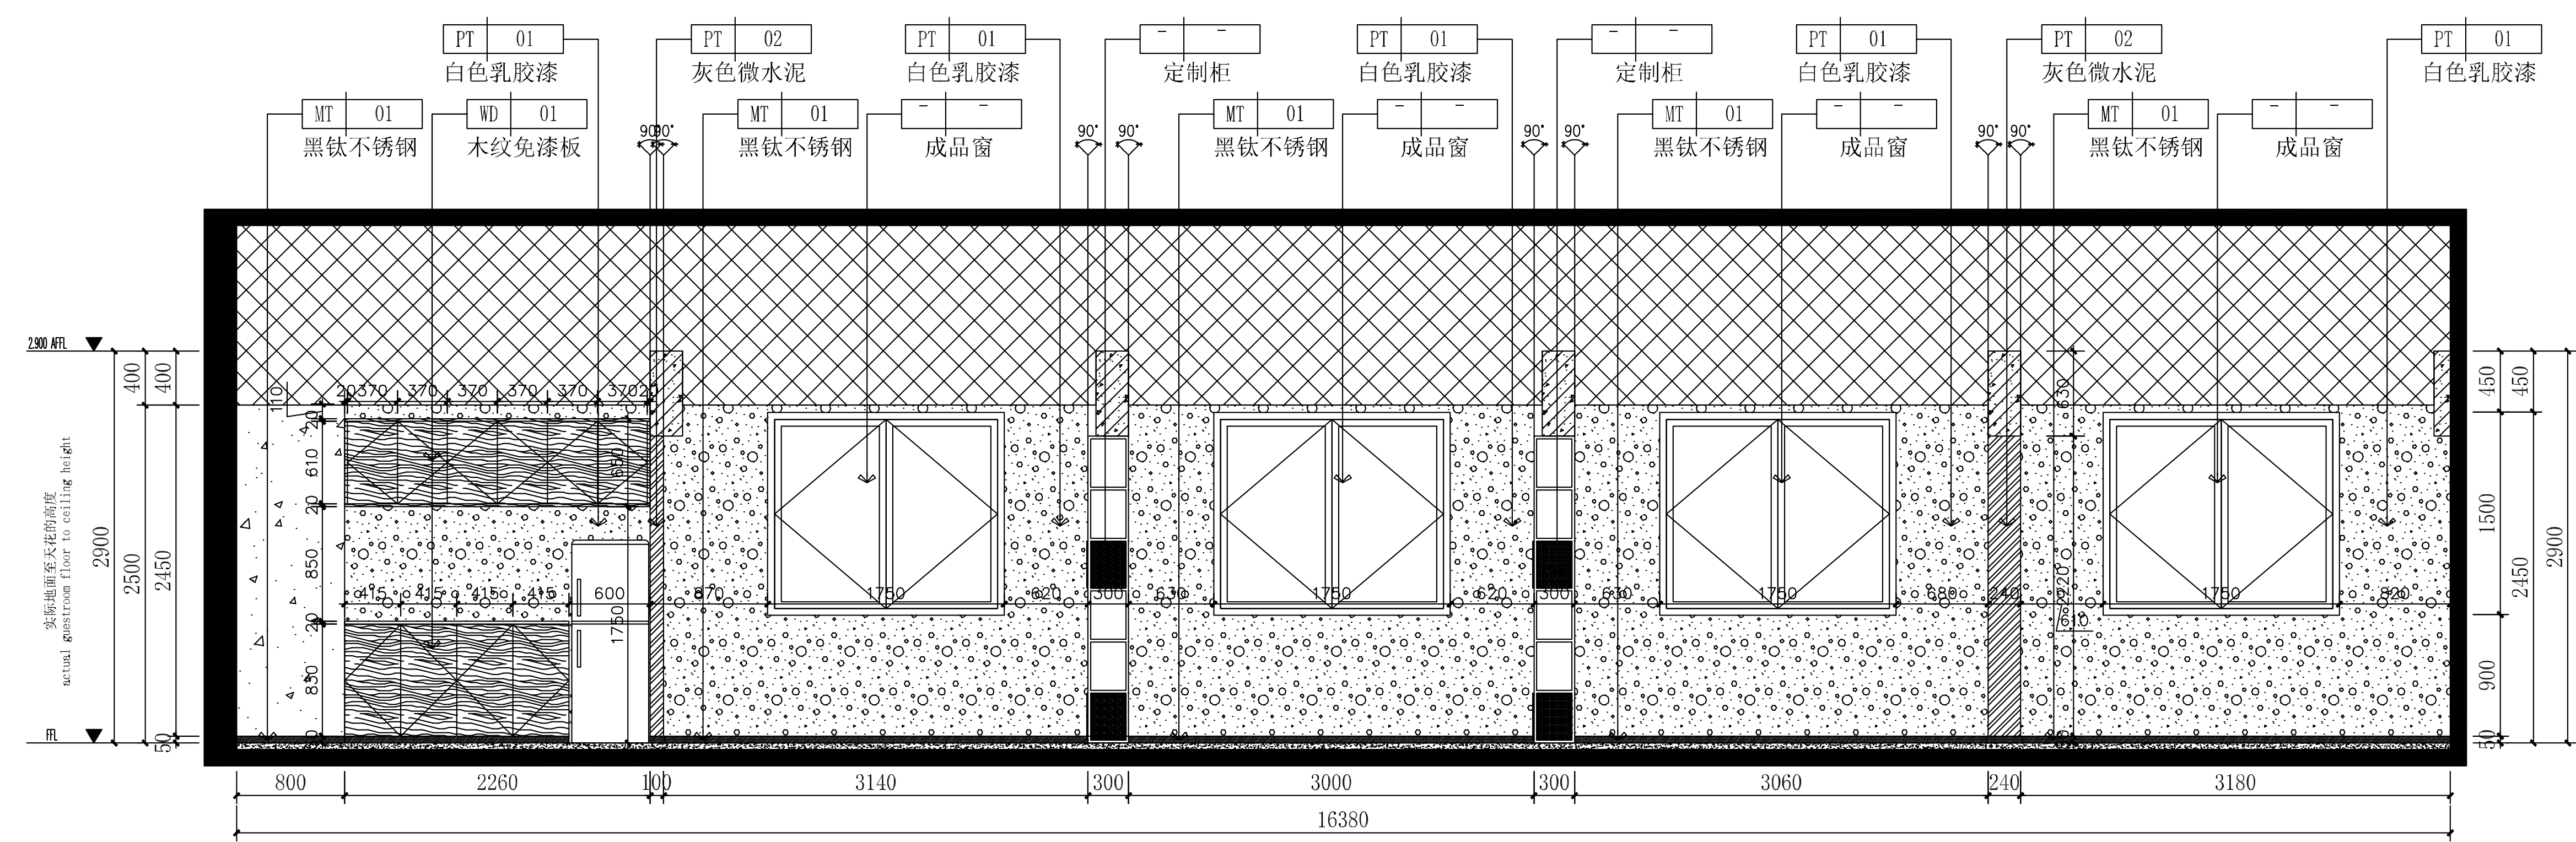 PT 01 PT 02 PT 01 - - PT 01 - - PT 01 PT 02 PT 01
白色乳胶漆 灰色微水泥 白色乳胶漆 定制柜 白色乳胶漆 定制柜 白色乳胶漆 灰色微水泥 白色乳胶漆
MT 01 WD 01 MT 01 - - MT 01 - - MT 01 - - MT 01 - -
黑钛不锈钢 木纹免漆板 黑钛不锈钢 成品窗 黑钛不锈钢 成品窗 黑钛不锈钢 成品窗 黑钛不锈钢 成品窗
90° 90° 90° 90° 90° 90° 90° 90°
2.900 AFFL
FFL
实际地面至天花的高度
actual guestroom floor to ceiling height
2900
400
2500
400
2450
50
110
20 370 370 370 370 370 370 20
20
610
20
850
20
830
650
1750
415 415 415 415 600 870 1750 620 300 630 1750 620 300 630 1750 680 240 1750 820
630
2220
610
450
1500
900
50
450
2450
2900
800 2260 100 3140 300 3000 300 3060 240 3180
16380